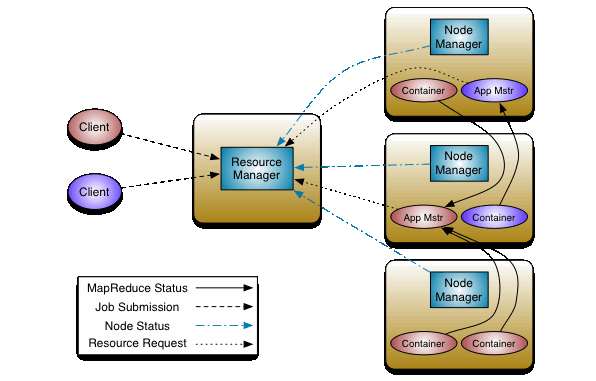 Client
Client
Resource
Manager
Node
Manager
Container
App Mstr
Node
Manager
App Mstr
Container
Node
Manager
Container
Container
MapReduce Status
Job Submission
Node Status
Resource Request